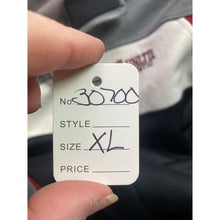 No. 30700
STYLE
SIZE XL
PRICE